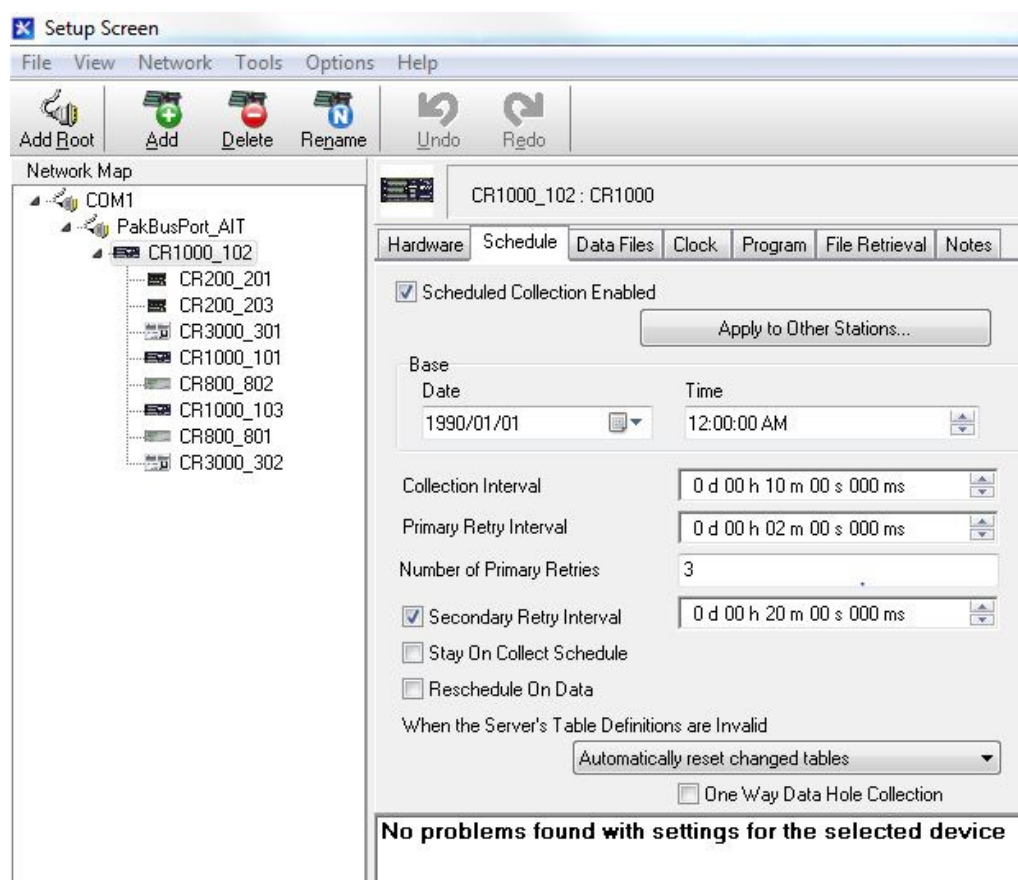 Setup Screen
File View Network Tools Options Help
Add Root Add Delete Rename Undo Redo
Network Map
COM1
PakBusPort_AIT
CR1000_102
CR200_201
CR200_203
CR3000_301
CR1000_101
CR800_802
CR1000_103
CR800_801
CR3000_302
CR1000_102 : CR1000
Hardware Schedule Data Files Clock Program File Retrieval Notes
Scheduled Collection Enabled
Apply to Other Stations...
Base
Date Time
1990/01/01 12:00:00 AM
Collection Interval 0 d 00 h 10 m 00 s 000 ms
Primary Retry Interval 0 d 00 h 02 m 00 s 000 ms
Number of Primary Retries 3
Secondary Retry Interval 0 d 00 h 20 m 00 s 000 ms
Stay On Collect Schedule
Reschedule On Data
When the Server's Table Definitions are Invalid
Automatically reset changed tables
One Way Data Hole Collection
No problems found with settings for the selected device